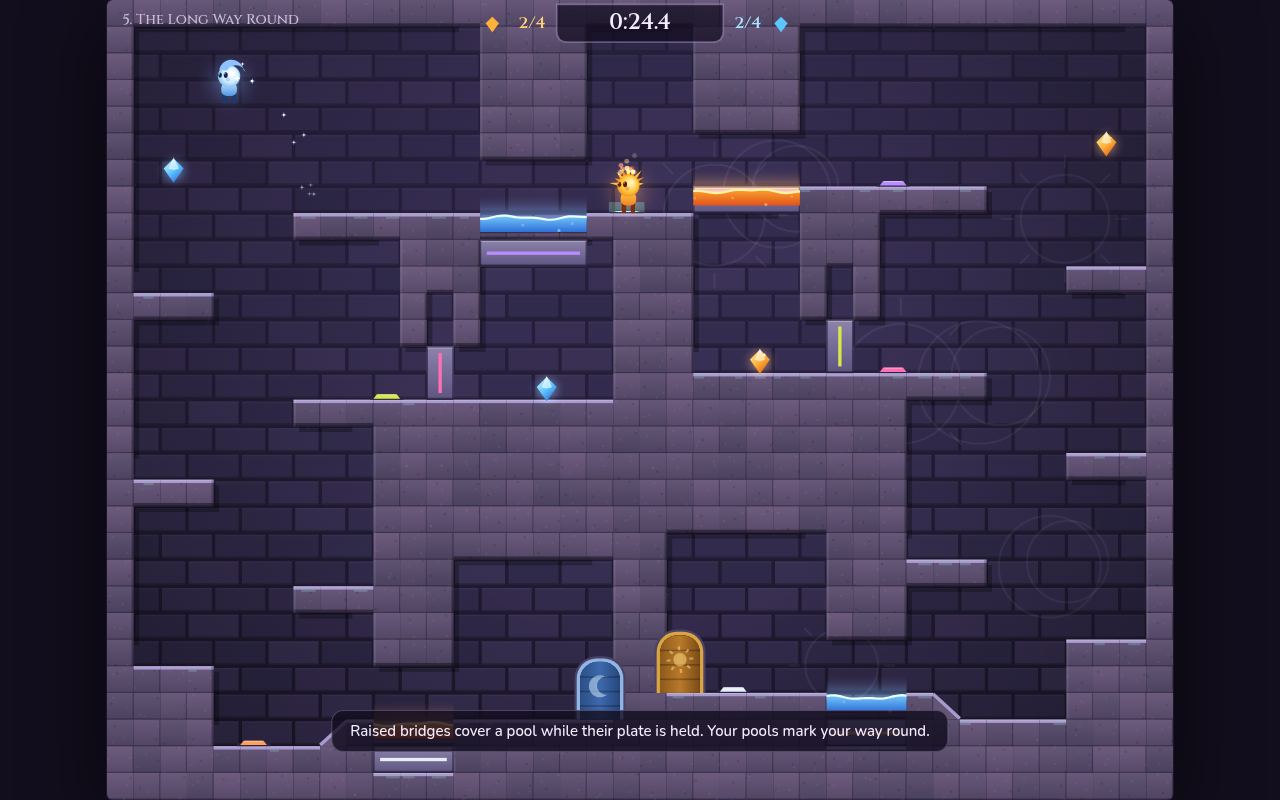 5. The Long Way Round
2/4
0:24.4
2/4
Raised bridges cover a pool while their plate is held. Your pools mark your way round.